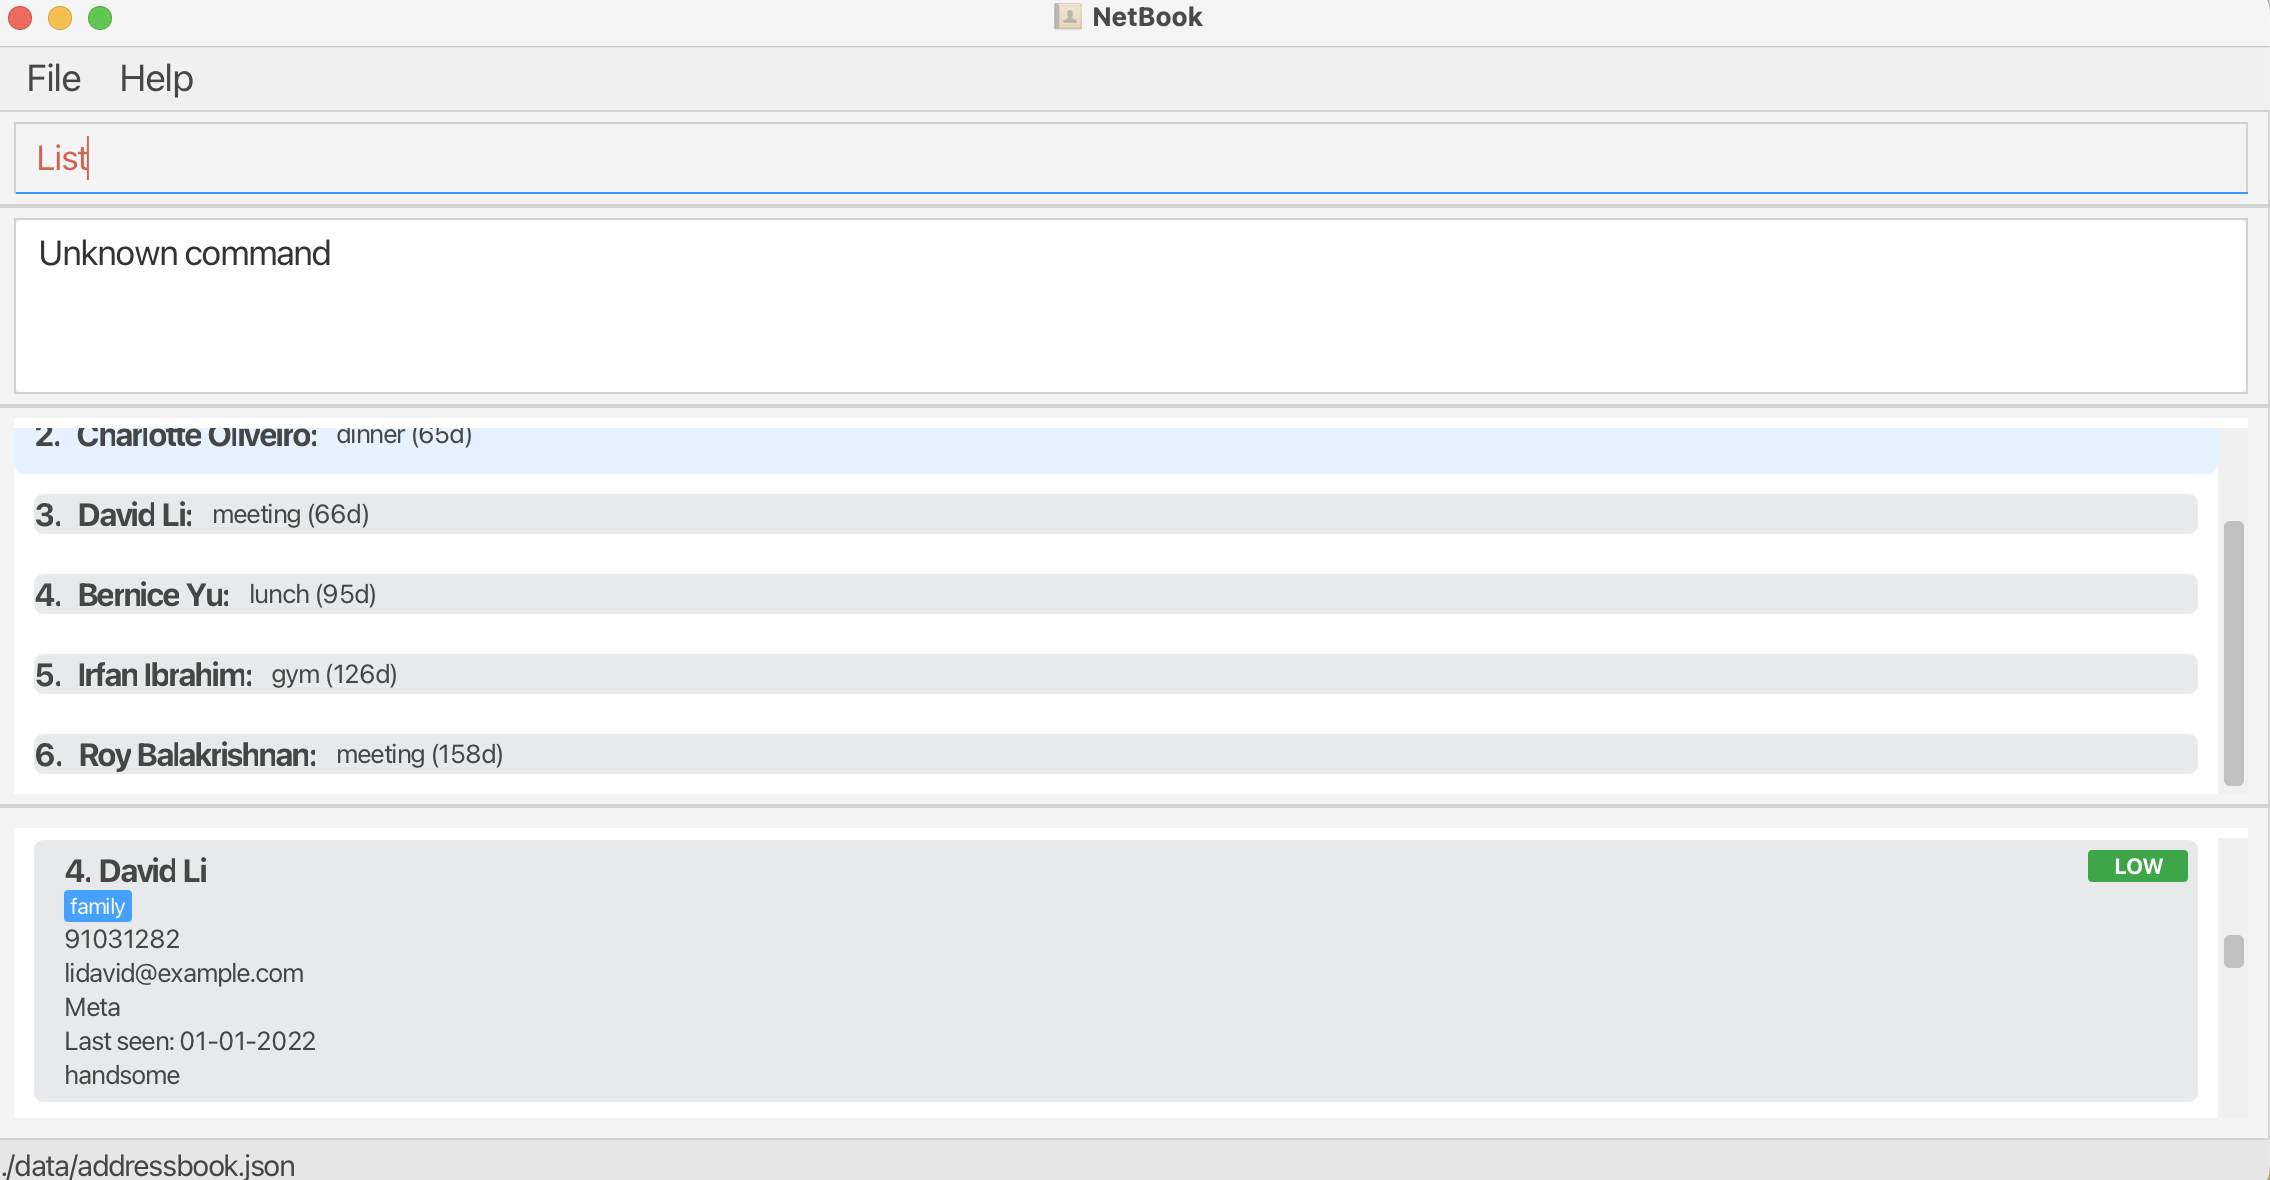 NetBook
File Help
List
Unknown command
2. Charlotte Oliveiro: dinner (65d)
3. David Li: meeting (66d)
4. Bernice Yu: lunch (95d)
5. Irfan Ibrahim: gym (126d)
6. Roy Balakrishnan: meeting (158d)
4. David Li
LOW
family
91031282
lidavid@example.com
Meta
Last seen: 01-01-2022
handsome
./data/addressbook.json